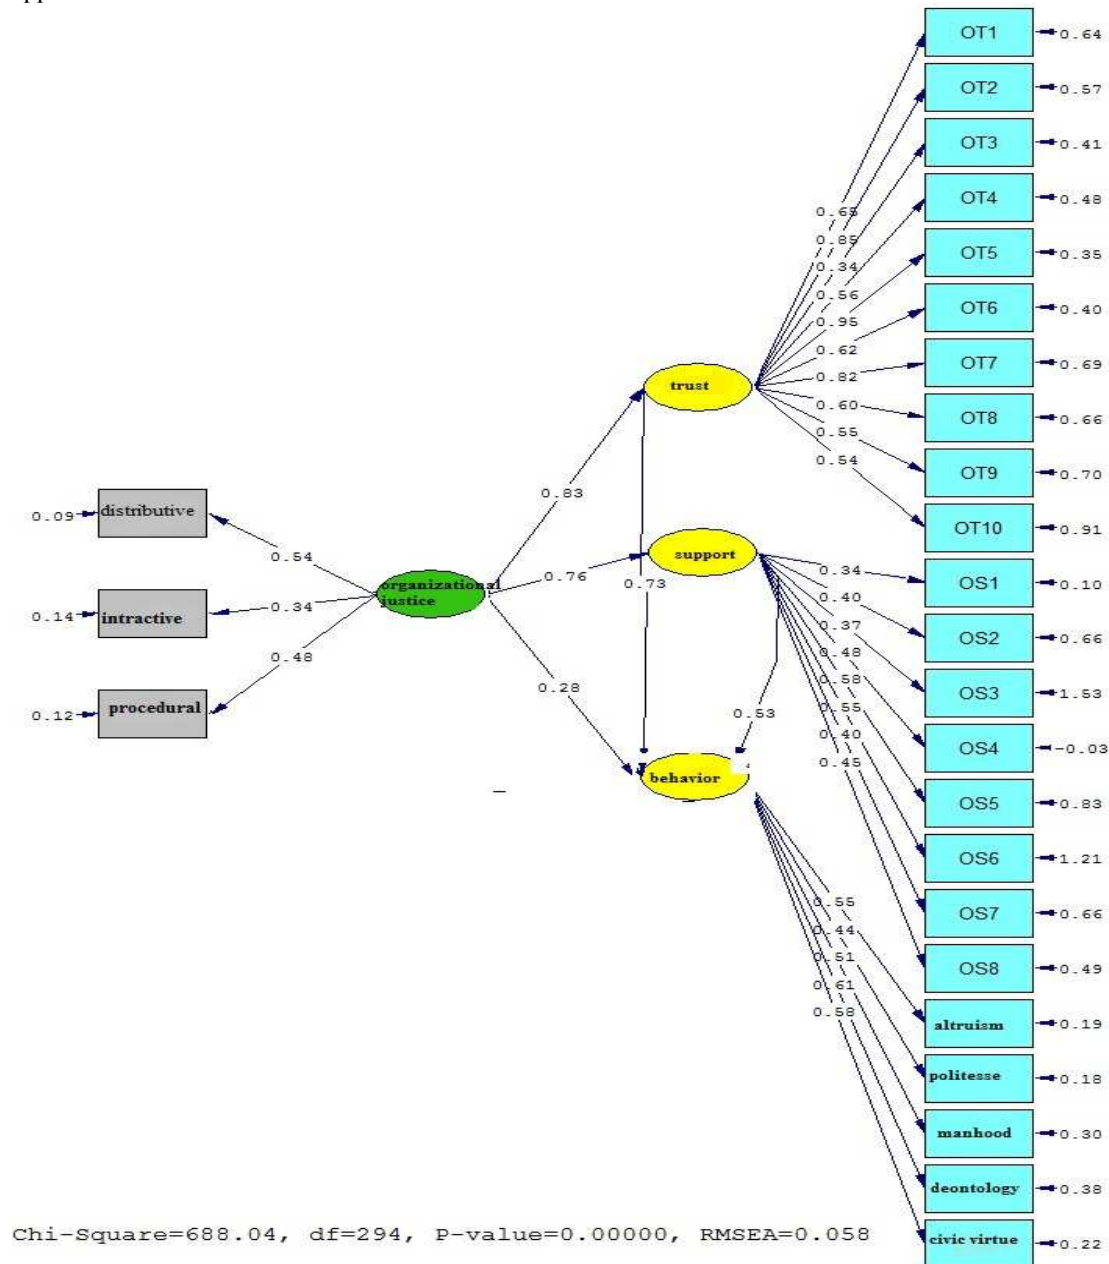 OT1 0.64
OT2 0.57
OT3 0.41
OT4 0.48
OT5 0.35
OT6 0.40
OT7 0.69
OT8 0.66
OT9 0.70
OT10 0.91
OS1 0.10
OS2 0.66
OS3 1.53
OS4 -0.03
OS5 0.83
OS6 1.21
OS7 0.66
OS8 0.49
altruism 0.19
politesse 0.18
manhood 0.30
deontology 0.38
civic virtue 0.22
0.65
0.85
0.34
0.56
0.95
0.62
0.82
0.60
0.55
0.54
trust
0.83
support
0.76
0.73
0.34
0.40
0.37
0.48
0.58
0.55
0.40
0.45
0.09 distributive
0.54
organizational
justice
0.14 intractive
0.34
0.48
0.12 procedural
0.28
0.53
behavior
0.55
0.44
0.51
0.61
0.58
Chi-Square=688.04, df=294, P-value=0.00000, RMSEA=0.058